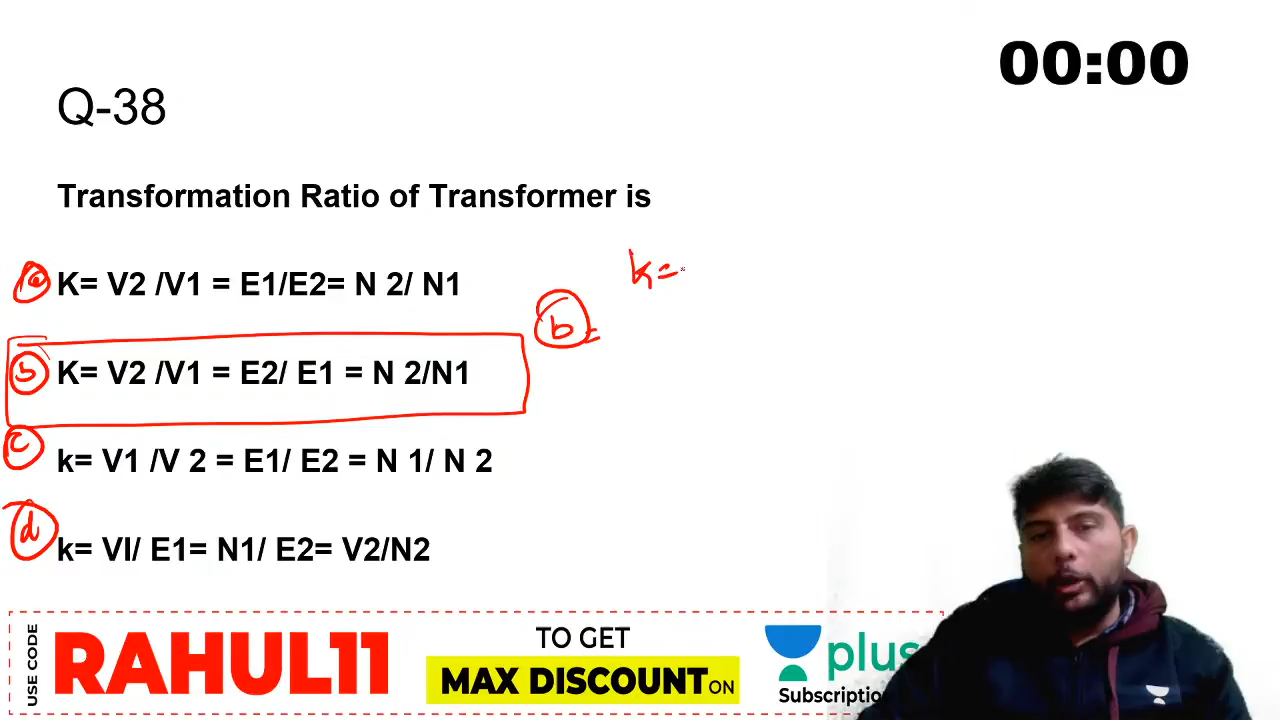 00:00
Q-38
Transformation Ratio of Transformer is
a K= V2 /V1 = E1/E2= N 2/ N1
k=
b=
b K= V2 /V1 = E2/ E1 = N 2/N1
c k= V1 /V 2 = E1/ E2 = N 1/ N 2
d k= VI/ E1= N1/ E2= V2/N2
USE CODE
RAHUL11
TO GET
MAX DISCOUNT ON
plus
Subscriptio